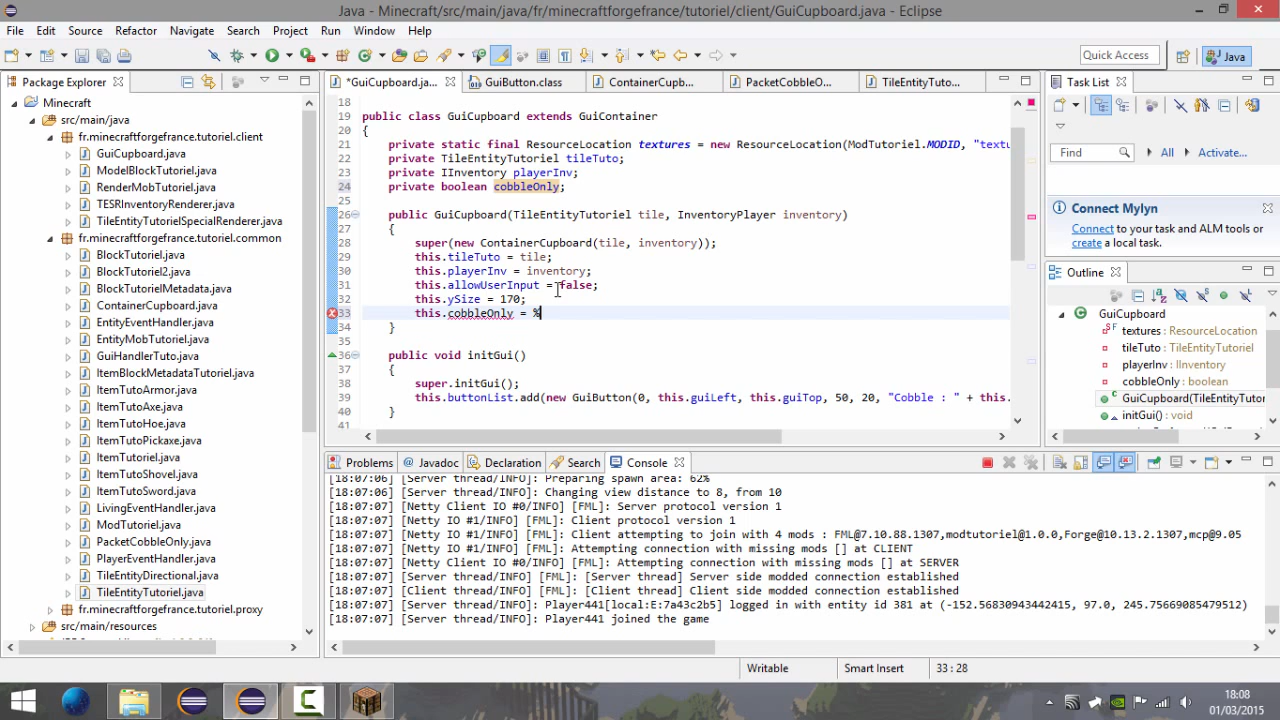 Java - Minecraft/src/main/java/fr/minecraftforgefrance/tutoriel/client/GuiCupboard.java - Eclipse
File Edit Source Refactor Navigate Search Project Run Window Help
Quick Access
Java
Package Explorer
*GuiCupboard.ja...
GuiButton.class
ContainerCupb...
PacketCobbleO...
TileEntityTuto...
Task List
Minecraft
src/main/java
fr.minecraftforgefrance.tutoriel.client
GuiCupboard.java
ModelBlockTutoriel.java
RenderMobTutoriel.java
TESRInventoryRenderer.java
TileEntityTutorielSpecialRenderer.java
fr.minecraftforgefrance.tutoriel.common
BlockTutoriel.java
BlockTutoriel2.java
BlockTutorielMetadata.java
ContainerCupboard.java
EntityEventHandler.java
EntityMobTutoriel.java
GuiHandlerTuto.java
ItemBlockMetadataTutoriel.java
ItemTutoArmor.java
ItemTutoAxe.java
ItemTutoHoe.java
ItemTutoPickaxe.java
ItemTutoriel.java
ItemTutoShovel.java
ItemTutoSword.java
LivingEventHandler.java
ModTutoriel.java
PacketCobbleOnly.java
PlayerEventHandler.java
TileEntityDirectional.java
TileEntityTutoriel.java
fr.minecraftforgefrance.tutoriel.proxy
src/main/resources
18
19 public class GuiCupboard extends GuiContainer
20 {
21 private static final ResourceLocation textures = new ResourceLocation(ModTutoriel.MODID, "textu
22 private TileEntityTutoriel tileTuto;
23 private IInventory playerInv;
24 private boolean cobbleOnly;
25
26 public GuiCupboard(TileEntityTutoriel tile, InventoryPlayer inventory)
27 {
28 super(new ContainerCupboard(tile, inventory));
29 this.tileTuto = tile;
30 this.playerInv = inventory;
31 this.allowUserInput = false;
32 this.ySize = 170;
33 this.cobbleOnly = %
34 }
35
36 public void initGui()
37 {
38 super.initGui();
39 this.buttonList.add(new GuiButton(0, this.guiLeft, this.guiTop, 50, 20, "Cobble : " + this.
40 }
41
Find All Activate...
Connect Mylyn
Connect to your task and ALM tools or
create a local task.
Outline
GuiCupboard
textures : ResourceLocation
tileTuto : TileEntityTutoriel
playerInv : IInventory
cobbleOnly : boolean
GuiCupboard(TileEntityTutor
initGui() : void
Problems
Javadoc
Declaration
Search
Console
[18:07:06] [Server thread/INFO]: Preparing spawn area: 62%
[18:07:06] [Server thread/INFO]: Changing view distance to 8, from 10
[18:07:07] [Netty Client IO #0/INFO] [FML]: Server protocol version 1
[18:07:07] [Netty IO #1/INFO] [FML]: Client protocol version 1
[18:07:07] [Netty IO #1/INFO] [FML]: Client attempting to join with 4 mods : FML@7.10.88.1307,modtutoriel@1.0.0,Forge@10.13.2.1307,mcp@9.05
[18:07:07] [Netty IO #1/INFO] [FML]: Attempting connection with missing mods [] at CLIENT
[18:07:07] [Netty Client IO #0/INFO] [FML]: Attempting connection with missing mods [] at SERVER
[18:07:07] [Server thread/INFO] [FML]: [Server thread] Server side modded connection established
[18:07:07] [Client thread/INFO] [FML]: [Client thread] Client side modded connection established
[18:07:07] [Server thread/INFO]: Player441[local:E:7a43c2b5] logged in with entity id 381 at (-152.56830943442415, 97.0, 245.75669085479512)
[18:07:07] [Server thread/INFO]: Player441 joined the game
Writable
Smart Insert
33 : 28
18:08
01/03/2015